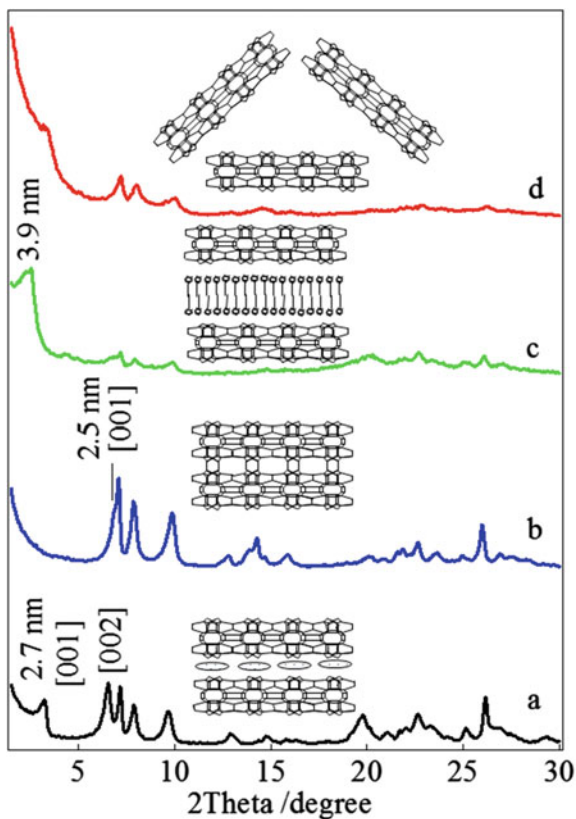 d
3.9 nm
c
2.5 nm
[001]
b
2.7 nm
[001]
[002]
a
5 10 15 20 25 30
2Theta /degree